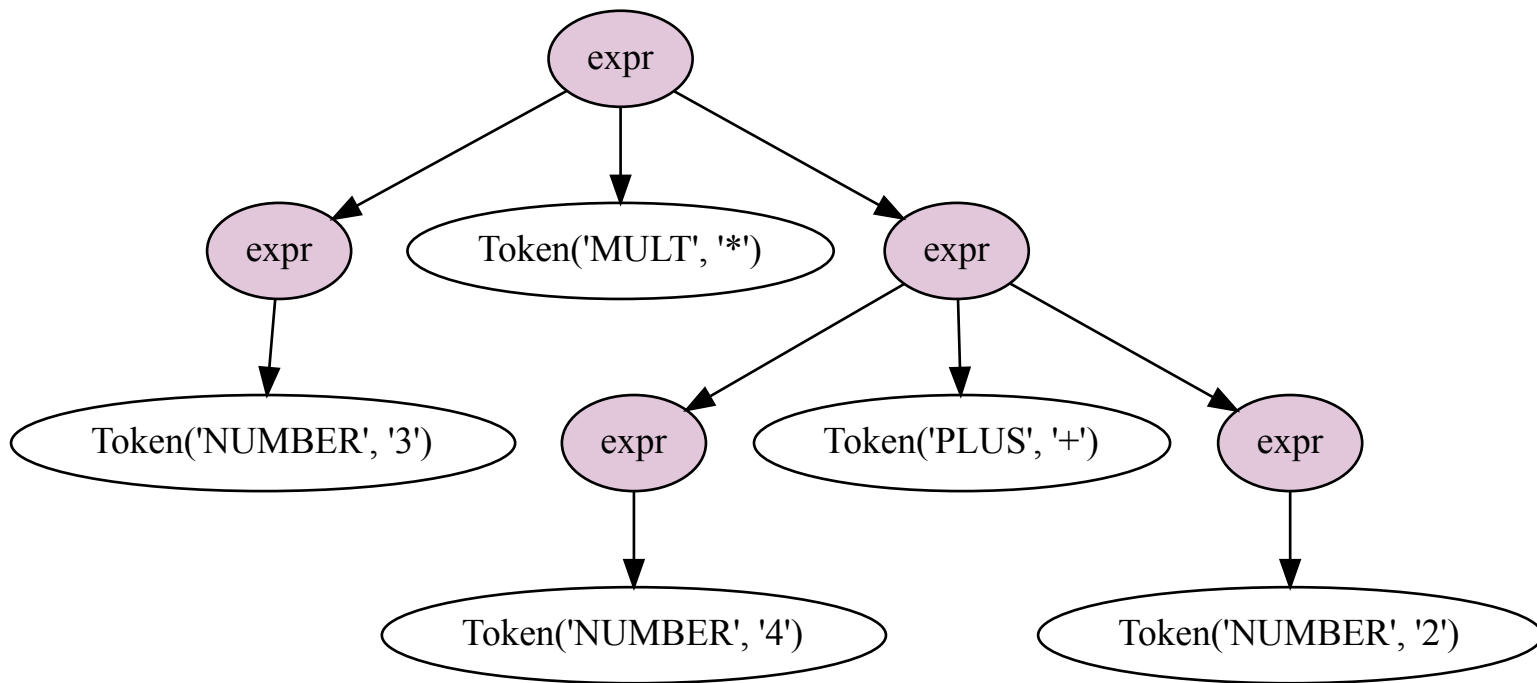 expr
expr
Token('MULT', '*')
expr
Token('NUMBER', '3')
expr
Token('PLUS', '+')
expr
Token('NUMBER', '4')
Token('NUMBER', '2')